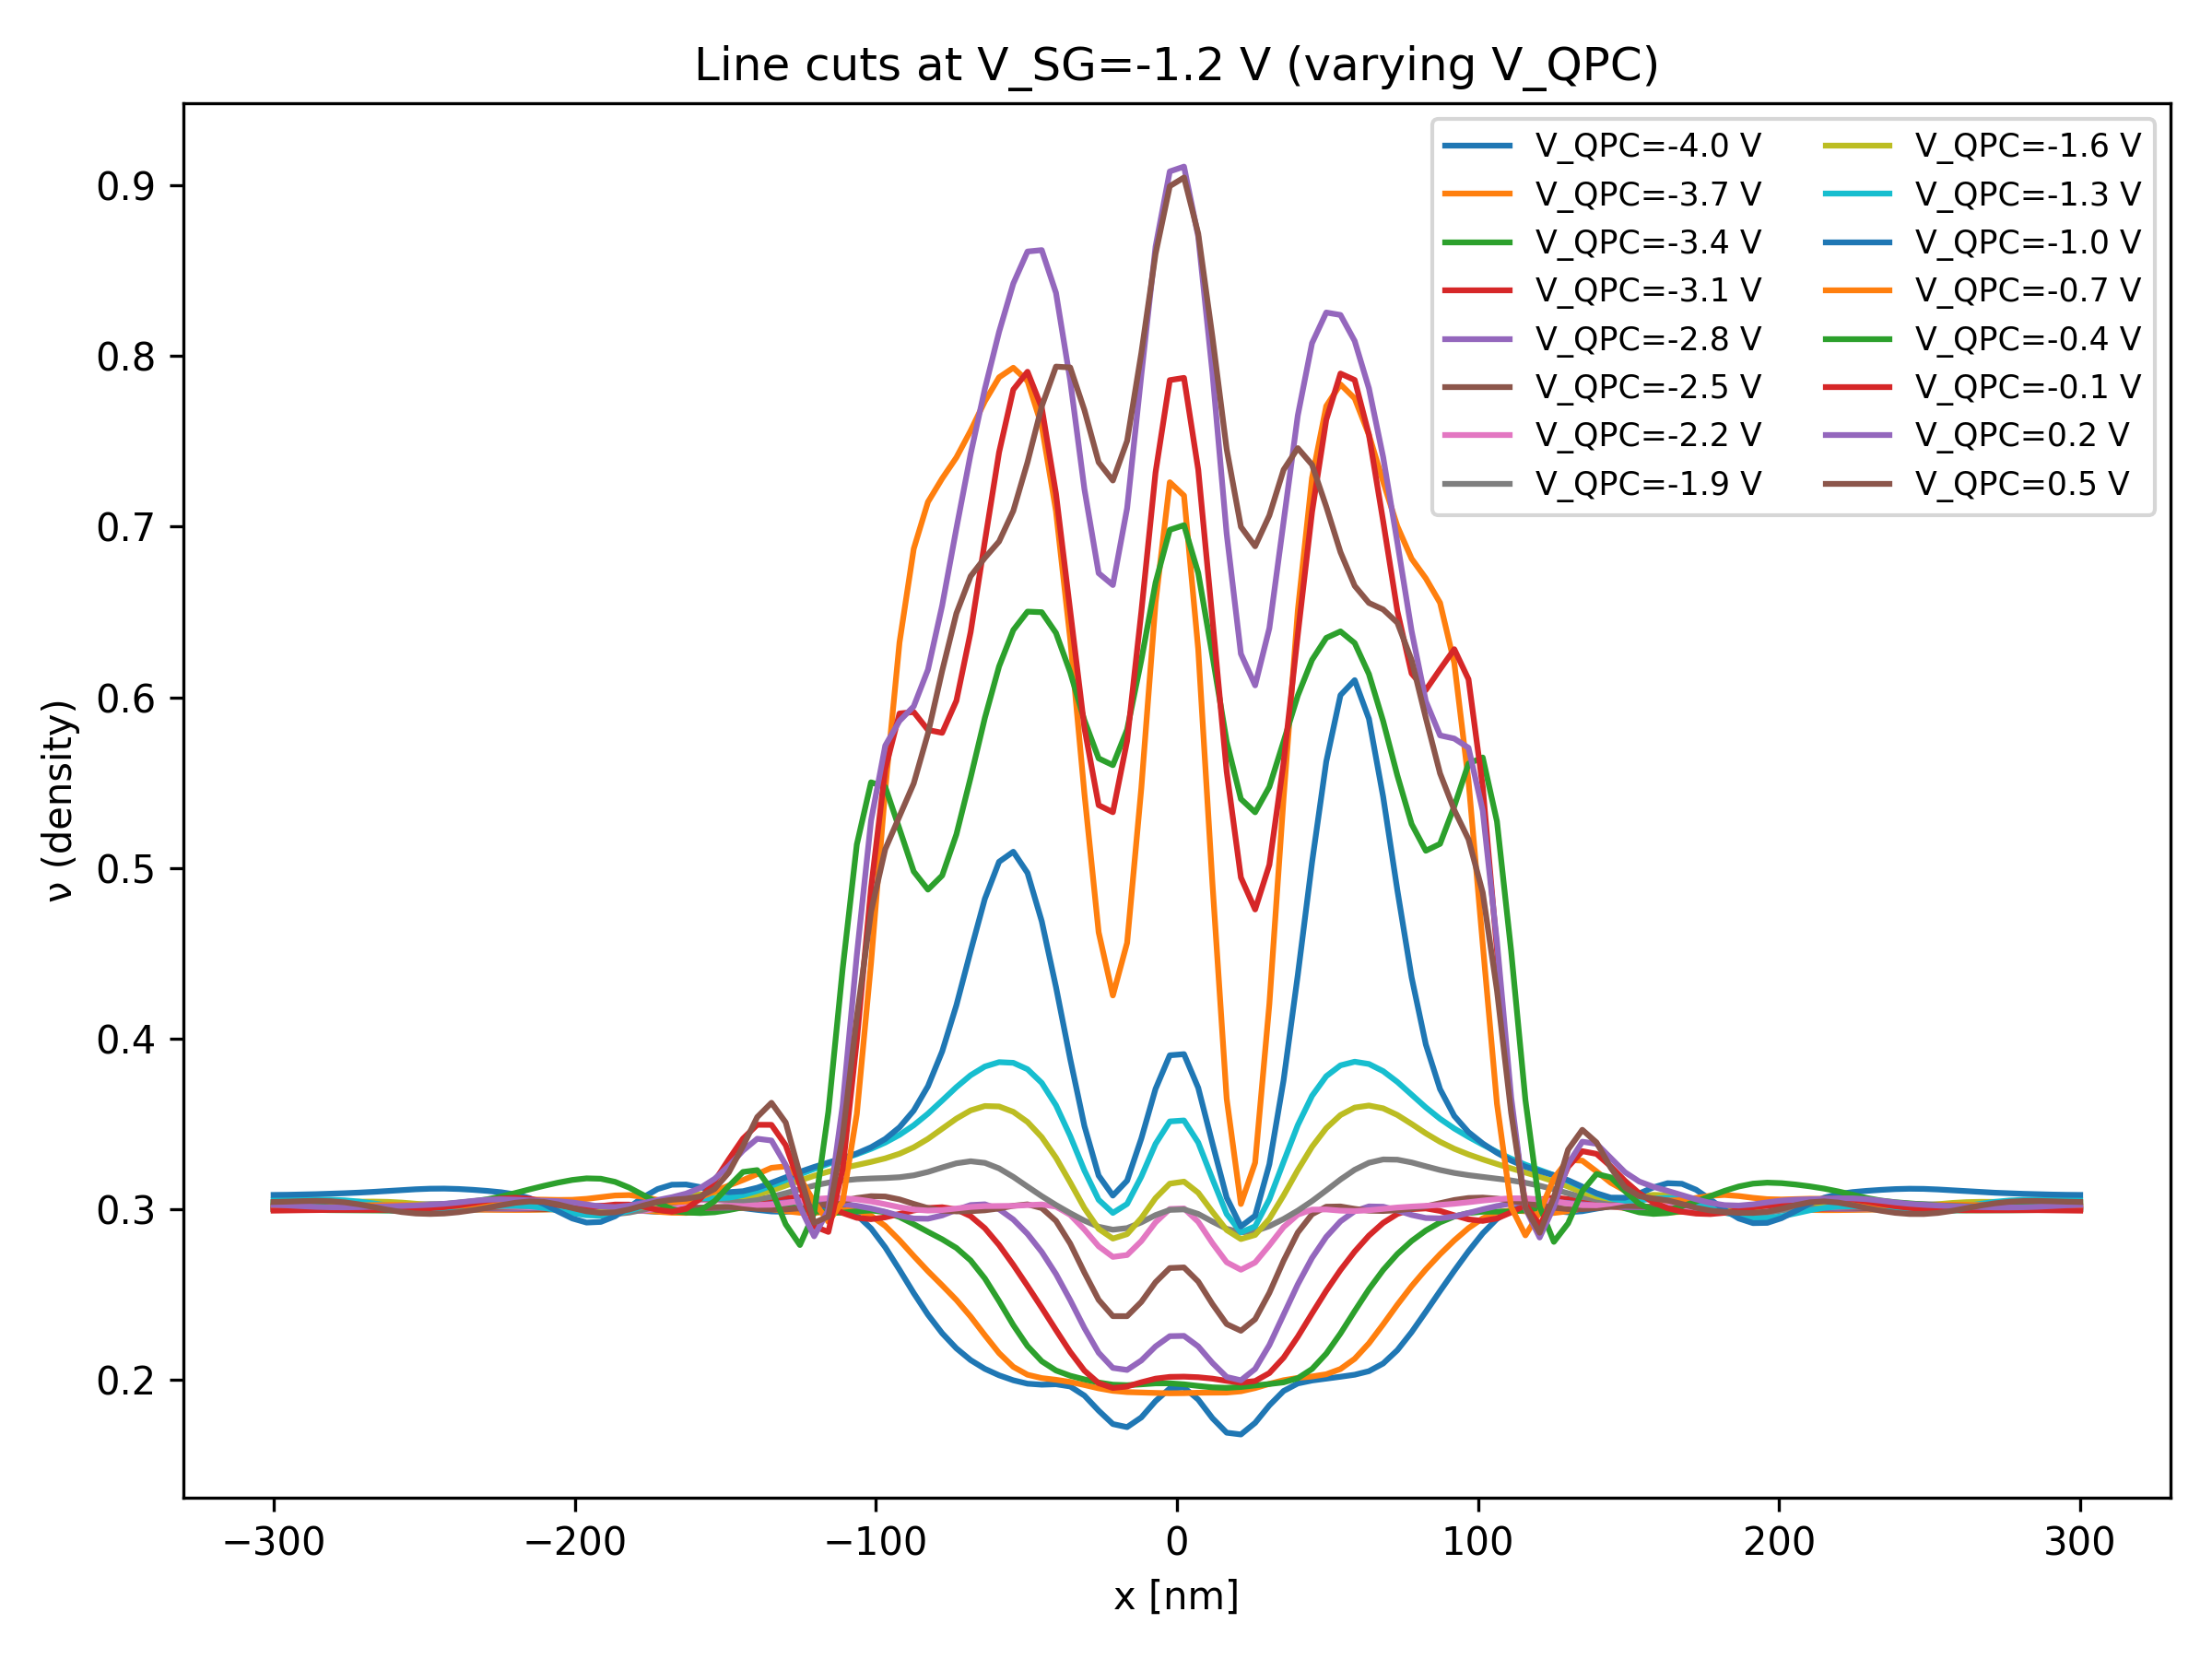 Line cuts at V_SG=-1.2 V (varying V_QPC)
V_QPC=-4.0 V
V_QPC=-3.7 V
V_QPC=-3.4 V
V_QPC=-3.1 V
V_QPC=-2.8 V
V_QPC=-2.5 V
V_QPC=-2.2 V
V_QPC=-1.9 V
V_QPC=-1.6 V
V_QPC=-1.3 V
V_QPC=-1.0 V
V_QPC=-0.7 V
V_QPC=-0.4 V
V_QPC=-0.1 V
V_QPC=0.2 V
V_QPC=0.5 V
ν (density)
0.9
0.8
0.7
0.6
0.5
0.4
0.3
0.2
−300
−200
−100
0
100
200
300
x [nm]